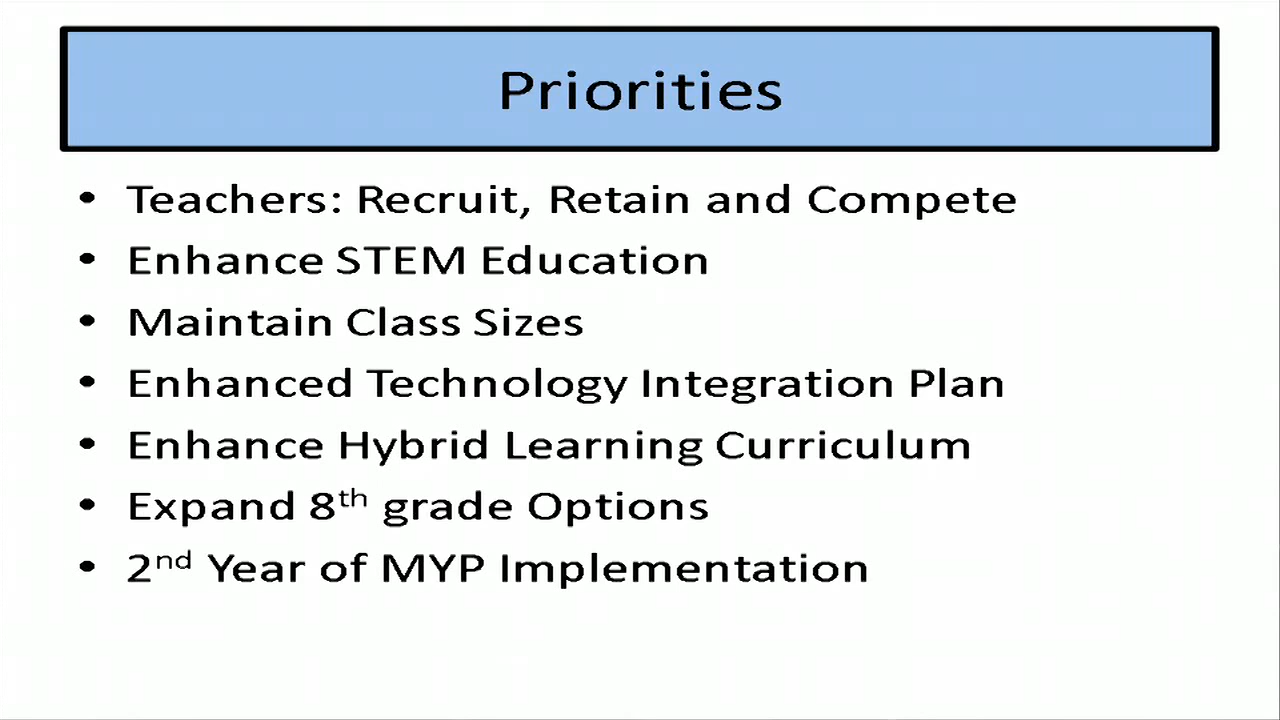 Priorities
• Teachers: Recruit, Retain and Compete
• Enhance STEM Education
• Maintain Class Sizes
• Enhanced Technology Integration Plan
• Enhance Hybrid Learning Curriculum
• Expand 8th grade Options
• 2nd Year of MYP Implementation